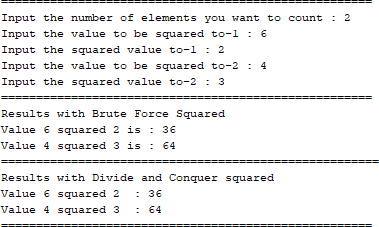 ==================================================
Input the number of elements you want to count : 2
Input the value to be squared to-1 : 6
Input the squared value to-1 : 2
Input the value to be squared to-2 : 4
Input the squared value to-2 : 3
=====================================================
Results with Brute Force Squared
Value 6 squared 2 is : 36
Value 4 squared 3 is : 64
======================================================
Results with Divide and Conquer squared
Value 6 squared 2  : 36
Value 4 squared 3  : 64
=====================================================